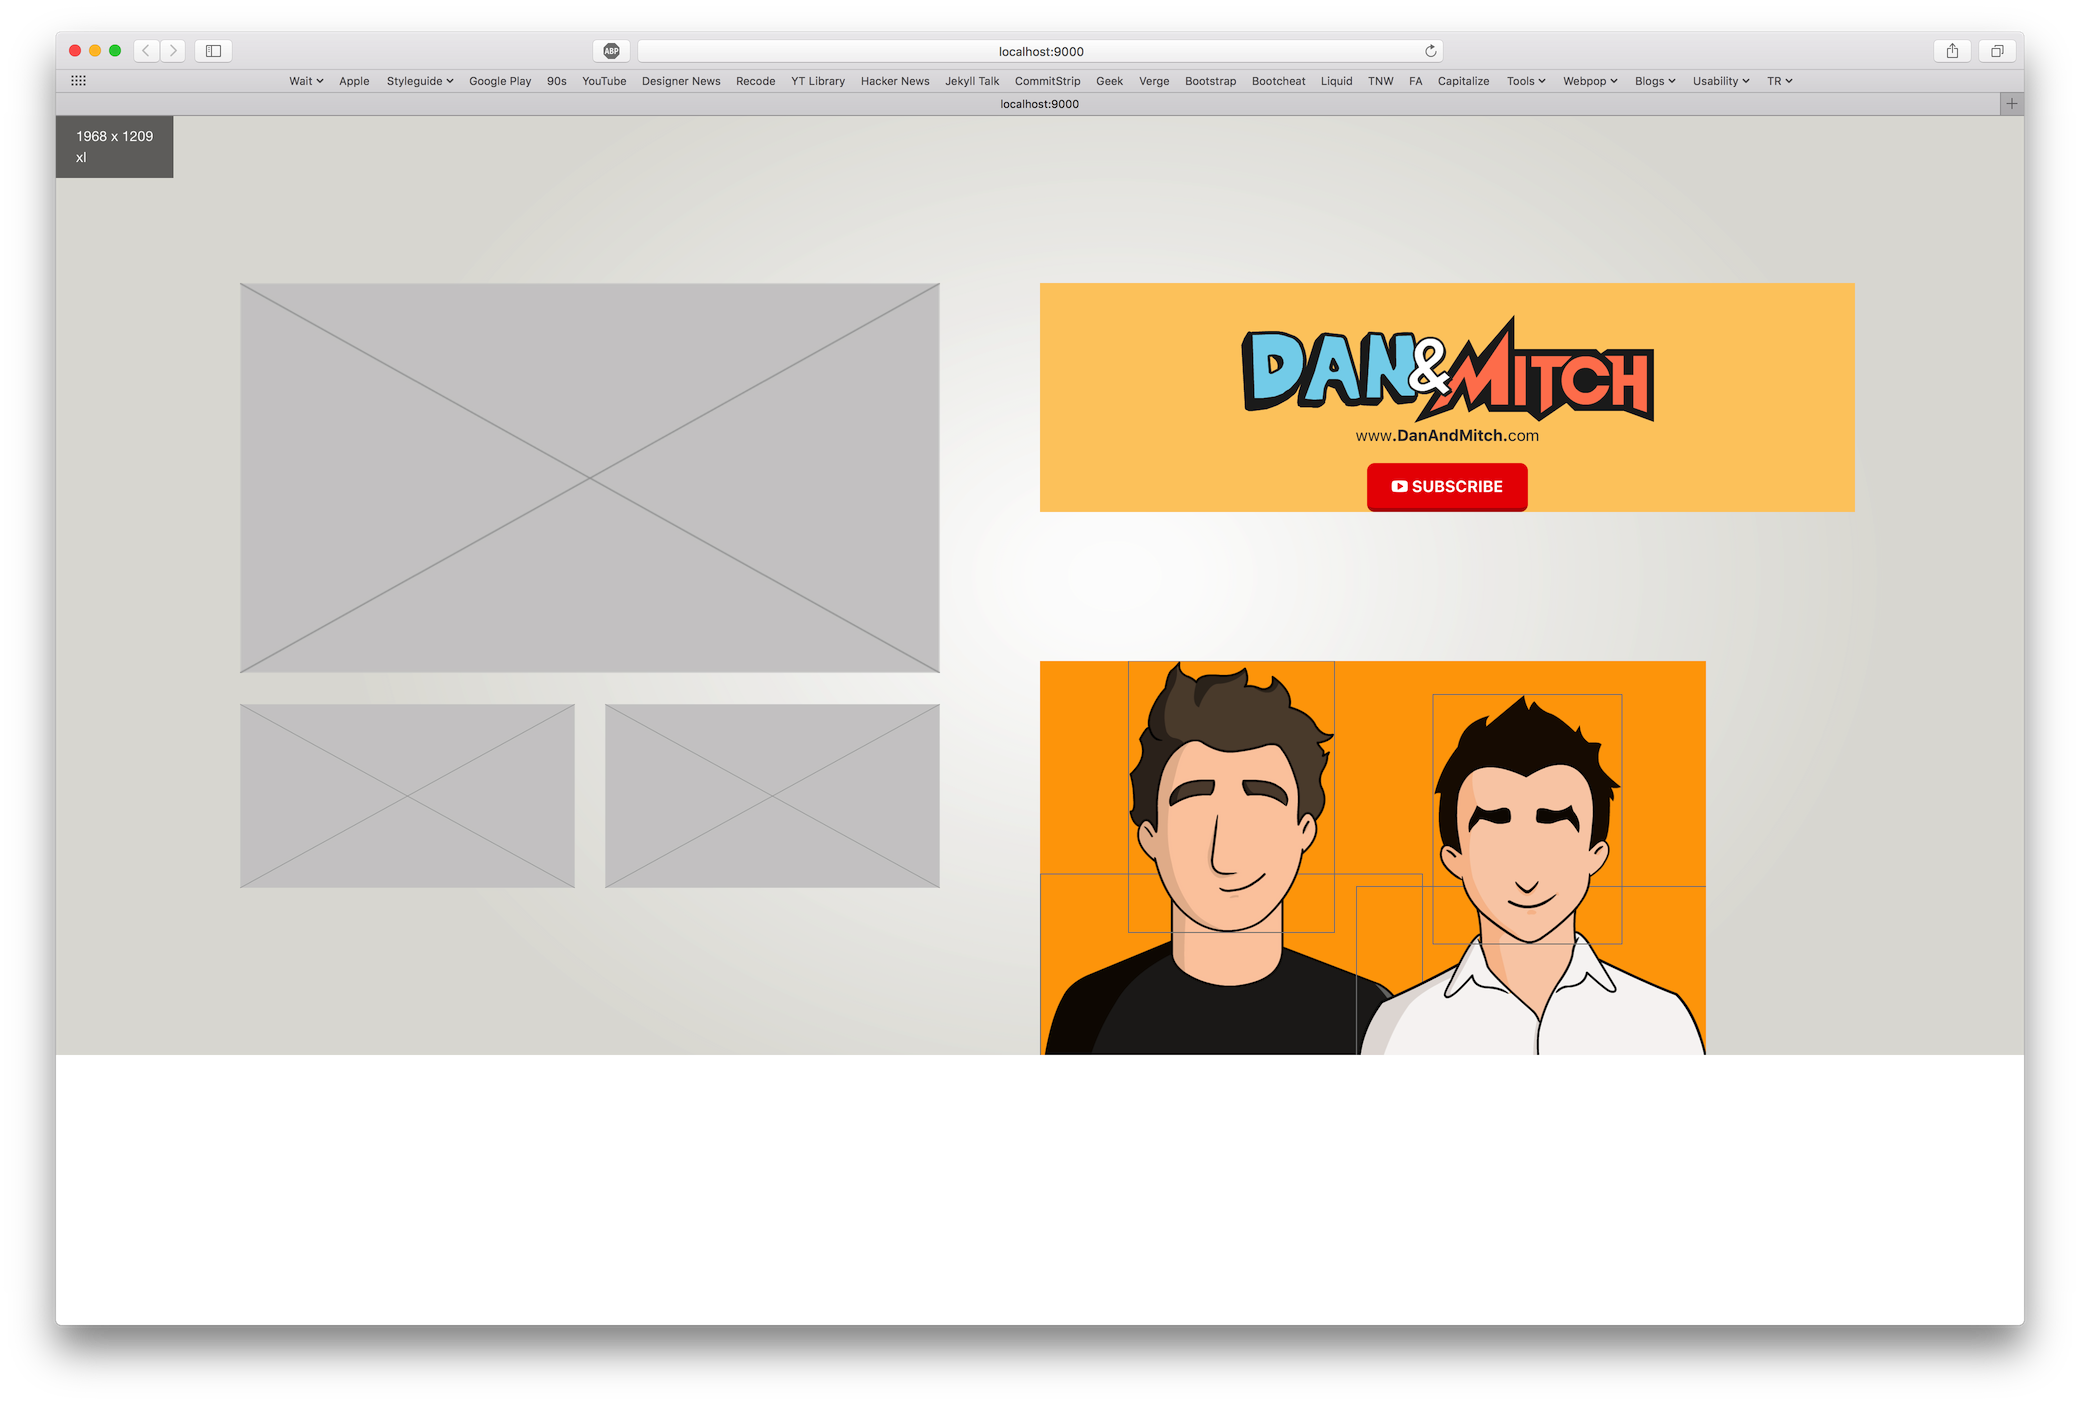 ABP
localhost:9000
Wait Apple Styleguide Google Play 90s YouTube Designer News Recode YT Library Hacker News Jekyll Talk CommitStrip Geek Verge Bootstrap Bootcheat Liquid TNW FA Capitalize Tools Webpop Blogs Usability TR
localhost:9000
1968 x 1209
xl
DAN&MITCH
www.DanAndMitch.com
SUBSCRIBE